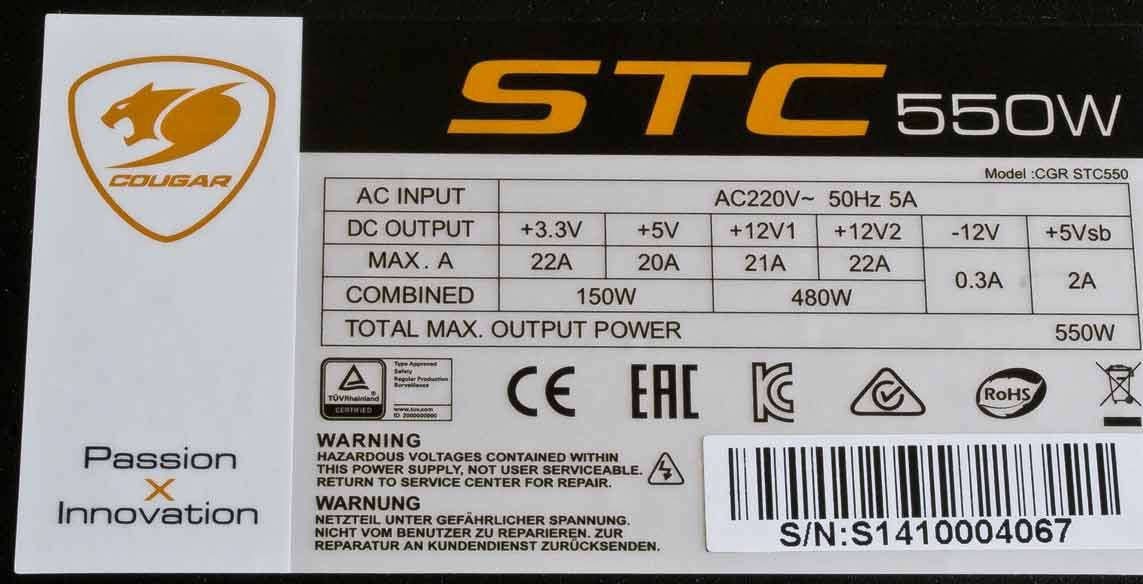 COUGAR
Passion
X
Innovation
STC 550W
Model :CGR STC550
AC INPUT AC220V~ 50Hz 5A
DC OUTPUT +3.3V +5V +12V1 +12V2 -12V +5Vsb
MAX. A 22A 20A 21A 22A 0.3A 2A
COMBINED 150W 480W
TOTAL MAX. OUTPUT POWER 550W
TÜVRheinland
CERTIFIED
Type Approved
Safety
Regular Production
Surveillance
www.tuv.com
ID 2000000000
CE
EAC
RoHS
WARNING
HAZARDOUS VOLTAGES CONTAINED WITHIN
THIS POWER SUPPLY, NOT USER SERVICEABLE.
RETURN TO SERVICE CENTER FOR REPAIR.
WARNUNG
NETZTEIL UNTER GEFÄHRLICHER SPANNUNG.
NICHT VOM BENUTZER ZU REPARIEREN. ZUR
REPARATUR AN KUNDENDIENST ZURÜCKSENDEN.
S/N:S1410004067